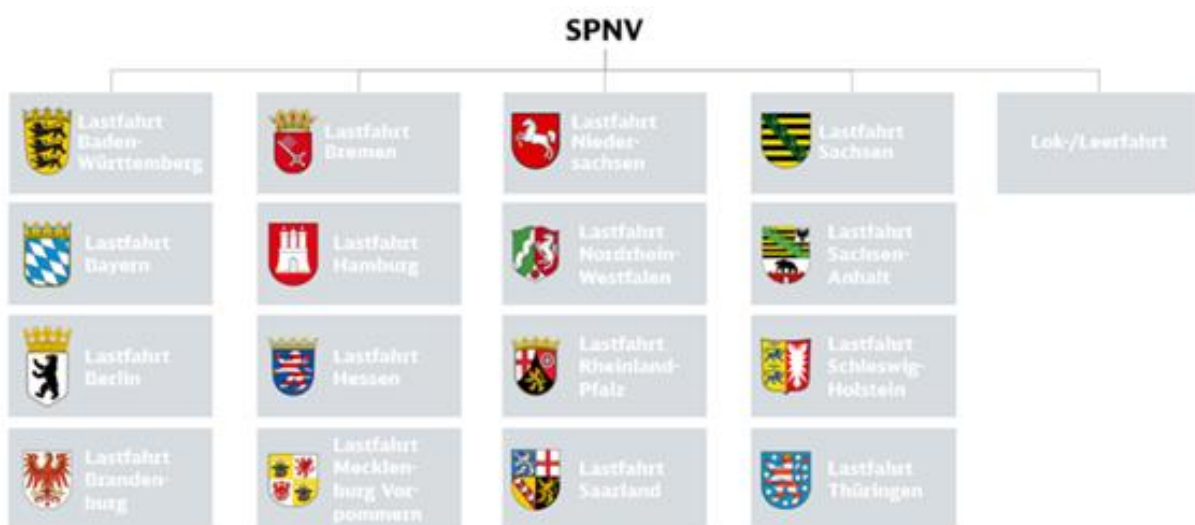 SPNV
Lastfahrt
Baden-
Württemberg
Lastfahrt
Bayern
Lastfahrt
Berlin
Lastfahrt
Branden-
burg
Lastfahrt
Bremen
Lastfahrt
Hamburg
Lastfahrt
Hessen
Lastfahrt
Mecklen-
burg Vor-
pommern
Lastfahrt
Nieder-
sachsen
Lastfahrt
Nordrhein-
Westfalen
Lastfahrt
Rheinland-
Pfalz
Lastfahrt
Saarland
Lastfahrt
Sachsen
Lastfahrt
Sachsen-
Anhalt
Lastfahrt
Schleswig-
Holstein
Lastfahrt
Thüringen
Lok-/Leerfahrt